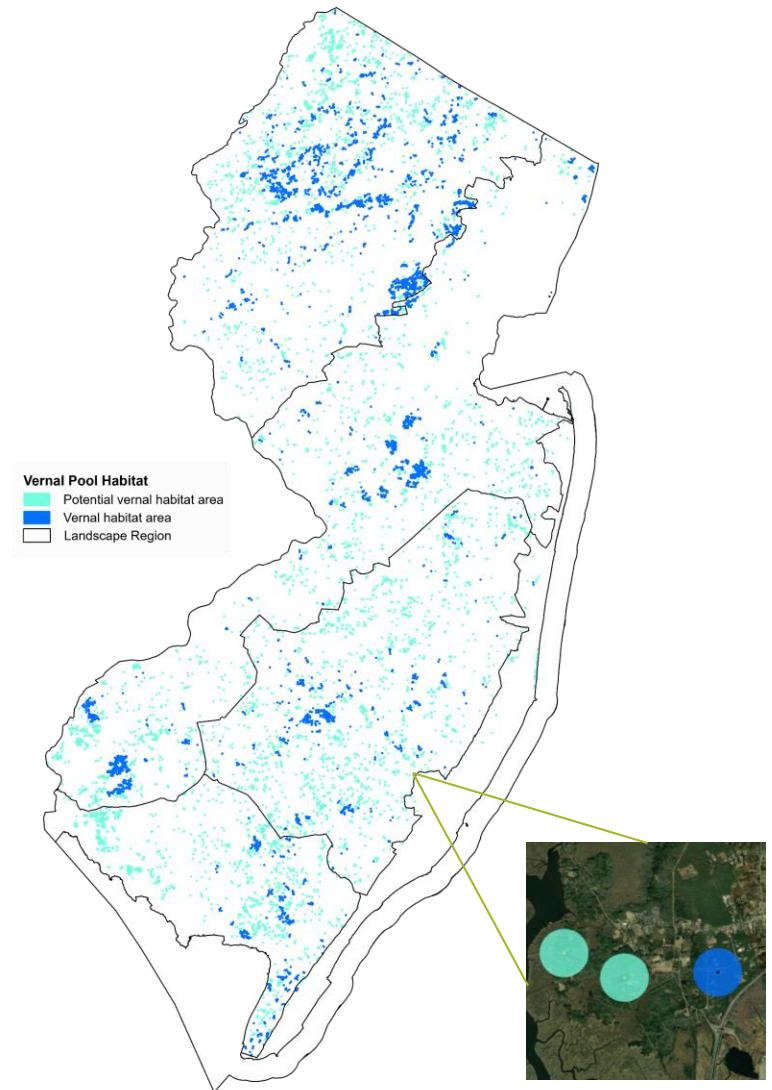 Vernal Pool Habitat
Potential vernal habitat area
Vernal habitat area
Landscape Region